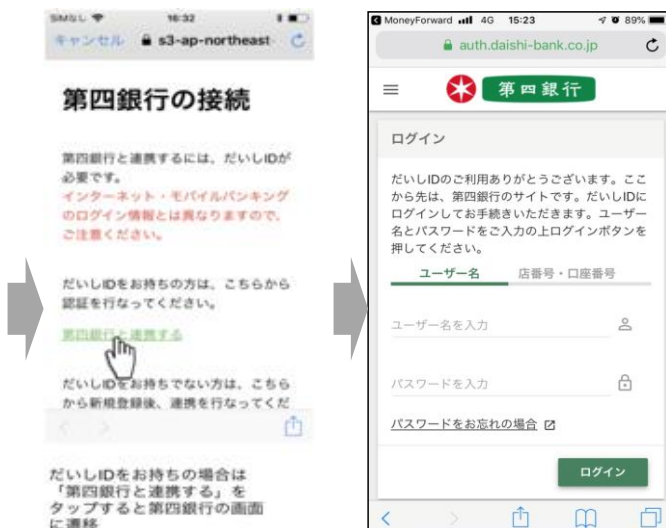 16:32
キャンセル s3-ap-northeast-
第四銀行の接続
第四銀行と連携するには、だいしIDが
必要です。
インターネット・モバイルバンキング
のログイン情報とは異なりますので、
ご注意ください。
だいしIDをお持ちの方は、こちらから
認証を行なってください。
第四銀行と連携する
だいしIDをお持ちでない方は、こちら
から新規登録後、連携を行なってくだ
だいしIDをお持ちの場合は
「第四銀行と連携する」を
タップすると第四銀行の画面
に遷移
MoneyForward 4G 15:23 89%
auth.daishi-bank.co.jp
第四銀行
ログイン
だいしIDのご利用ありがとうございます。ここ
から先は、第四銀行のサイトです。だいしIDに
ログインしてお手続きいただきます。ユーザー
名とパスワードをご入力の上ログインボタンを
押してください。
ユーザー名 店番号・口座番号
ユーザー名を入力
パスワードを入力
パスワードをお忘れの場合
ログイン